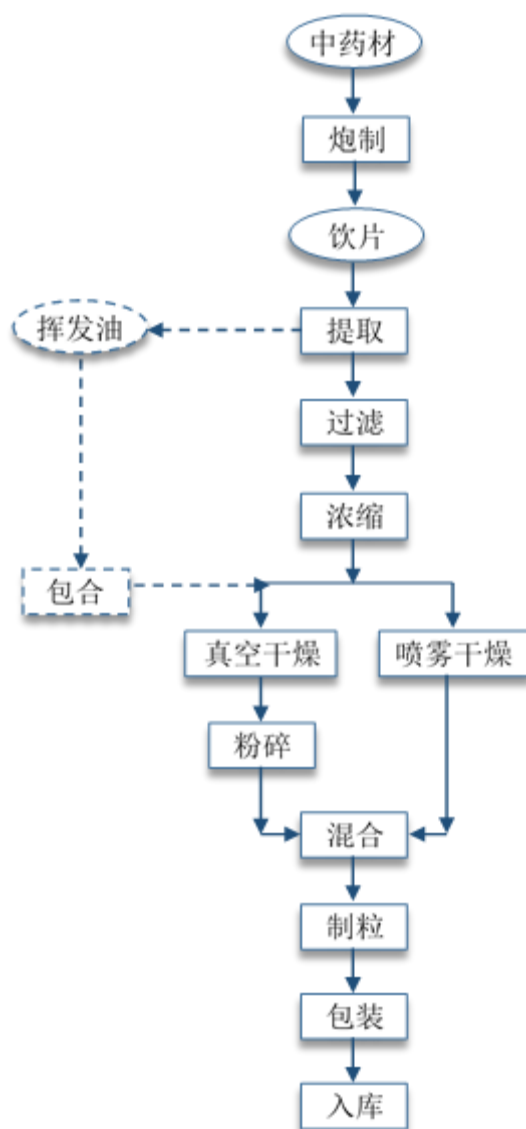 中药材
炮制
饮片
挥发油
提取
过滤
浓缩
包合
真空干燥
喷雾干燥
粉碎
混合
制粒
包装
入库